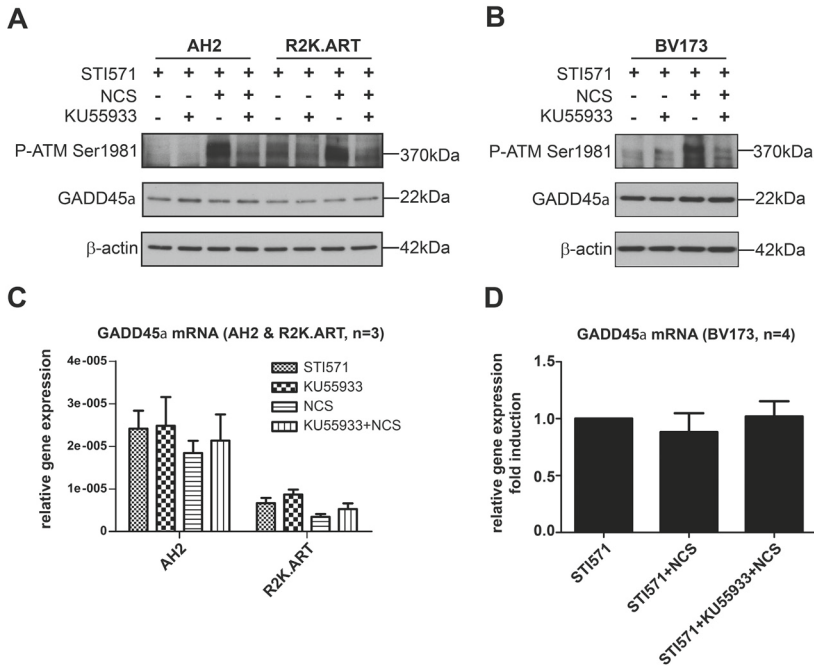 A
AH2 R2K.ART
STI571 + + + + + + + +
NCS - - + + - - + +
KU55933 - + - + - + - +
P-ATM Ser1981 370kDa
GADD45a 22kDa
β-actin 42kDa
B
BV173
STI571 + + + +
NCS - - + +
KU55933 - + - +
P-ATM Ser1981 370kDa
GADD45a 22kDa
β-actin 42kDa
C
GADD45a mRNA (AH2 & R2K.ART, n=3)
relative gene expression
4e-005
3e-005
2e-005
1e-005
0
STI571
KU55933
NCS
KU55933+NCS
AH2
R2K.ART
D
GADD45a mRNA (BV173, n=4)
relative gene expression
fold induction
1.5
1.0
0.5
0.0
STI571
STI571+NCS
STI571+KU55933+NCS